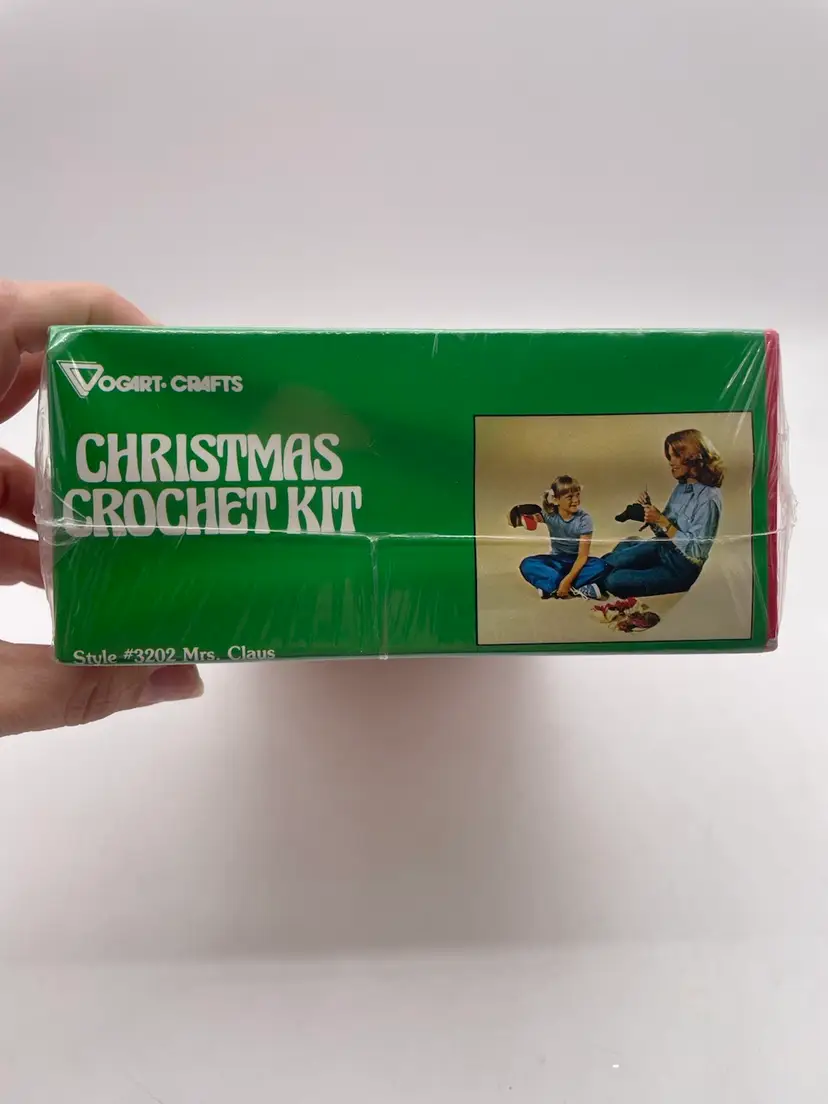 VOGART CRAFTS
CHRISTMAS
CROCHET KIT
Style #3202 Mrs. Claus